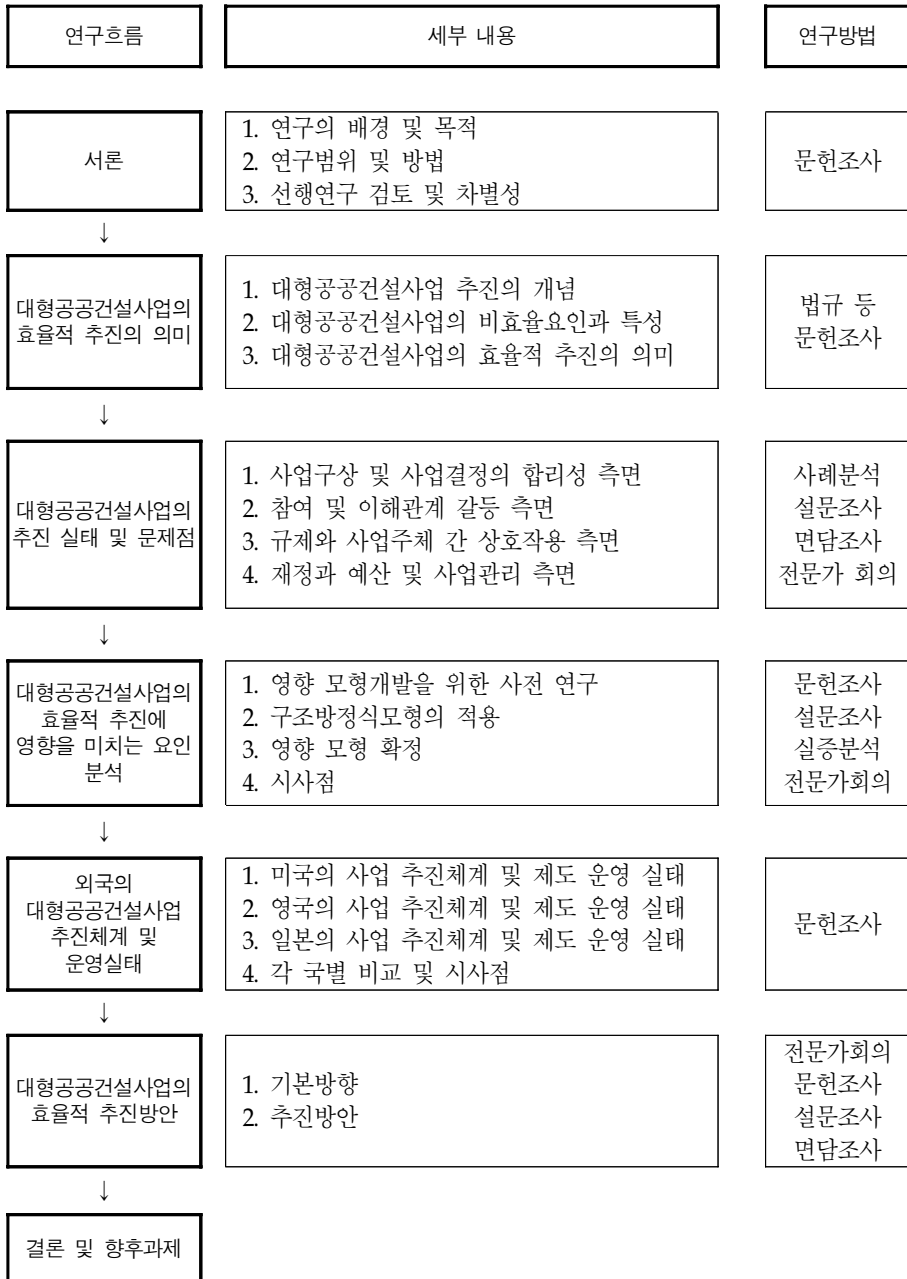 연구흐름
세부 내용
연구방법
서론
1. 연구의 배경 및 목적
2. 연구범위 및 방법
3. 선행연구 검토 및 차별성
문헌조사
↓
대형공공건설사업의
효율적 추진의 의미
1. 대형공공건설사업 추진의 개념
2. 대형공공건설사업의 비효율요인과 특성
3. 대형공공건설사업의 효율적 추진의 의미
법규 등
문헌조사
↓
대형공공건설사업의
추진 실태 및 문제점
1. 사업구상 및 사업결정의 합리성 측면
2. 참여 및 이해관계 갈등 측면
3. 규제와 사업주체 간 상호작용 측면
4. 재정과 예산 및 사업관리 측면
사례분석
설문조사
면담조사
전문가 회의
↓
대형공공건설사업의
효율적 추진에
영향을 미치는 요인
분석
1. 영향 모형개발을 위한 사전 연구
2. 구조방정식모형의 적용
3. 영향 모형 확정
4. 시사점
문헌조사
설문조사
실증분석
전문가회의
↓
외국의
대형공공건설사업
추진체계 및
운영실태
1. 미국의 사업 추진체계 및 제도 운영 실태
2. 영국의 사업 추진체계 및 제도 운영 실태
3. 일본의 사업 추진체계 및 제도 운영 실태
4. 각 국별 비교 및 시사점
문헌조사
↓
대형공공건설사업의
효율적 추진방안
1. 기본방향
2. 추진방안
전문가회의
문헌조사
설문조사
면담조사
↓
결론 및 향후과제